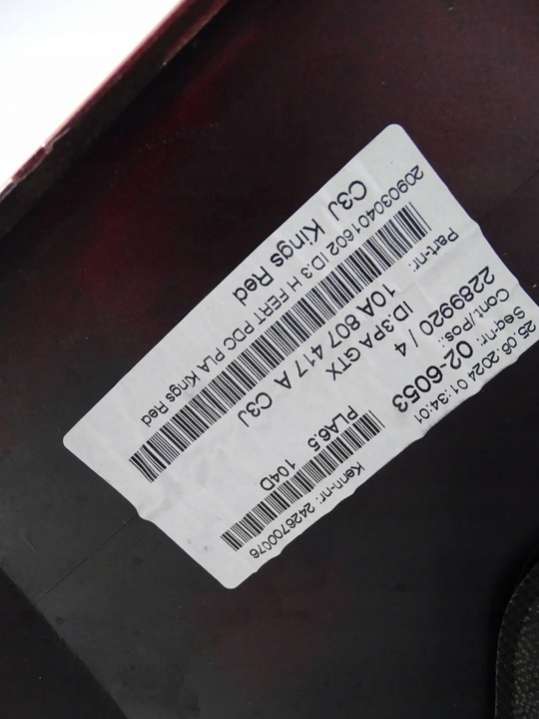 25.06.2024 01:34:01
Seq-nr: 02-6053
Cont./Pos.:
2289920 / 4
Kenn-nr: 2426700076
PLA6.5 104D
ID.3PA GTX
Part-nr: 10A 807 417 A C3J
209030401602 ID.3 H FERT PDC PLA Kings Red
C3J Kings Red